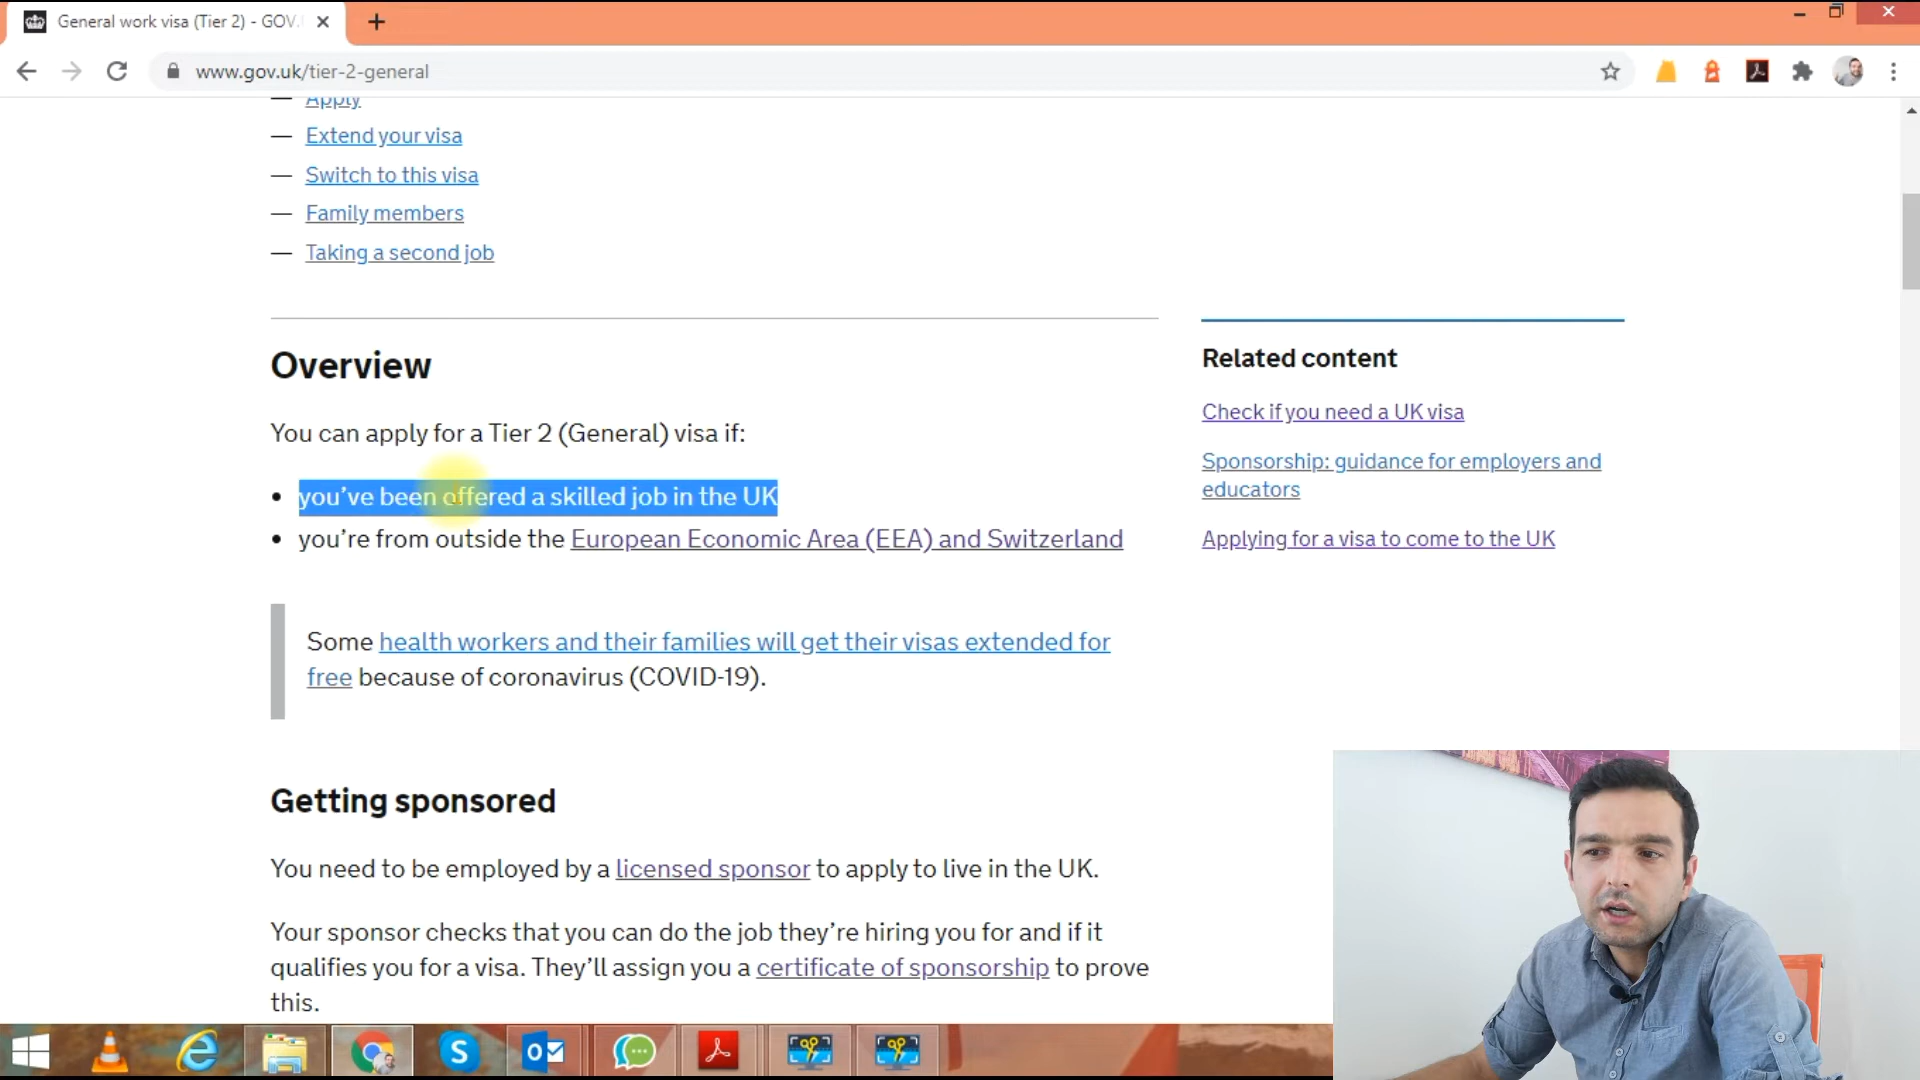 General work visa (Tier 2) - GOV.
www.gov.uk/tier-2-general
— Apply
— Extend your visa
— Switch to this visa
— Family members
— Taking a second job
Overview
You can apply for a Tier 2 (General) visa if:
• you’ve been offered a skilled job in the UK
• you’re from outside the European Economic Area (EEA) and Switzerland
Some health workers and their families will get their visas extended for
free because of coronavirus (COVID-19).
Getting sponsored
You need to be employed by a licensed sponsor to apply to live in the UK.
Your sponsor checks that you can do the job they’re hiring you for and if it
qualifies you for a visa. They’ll assign you a certificate of sponsorship to prove
this.
Related content
Check if you need a UK visa
Sponsorship: guidance for employers and
educators
Applying for a visa to come to the UK